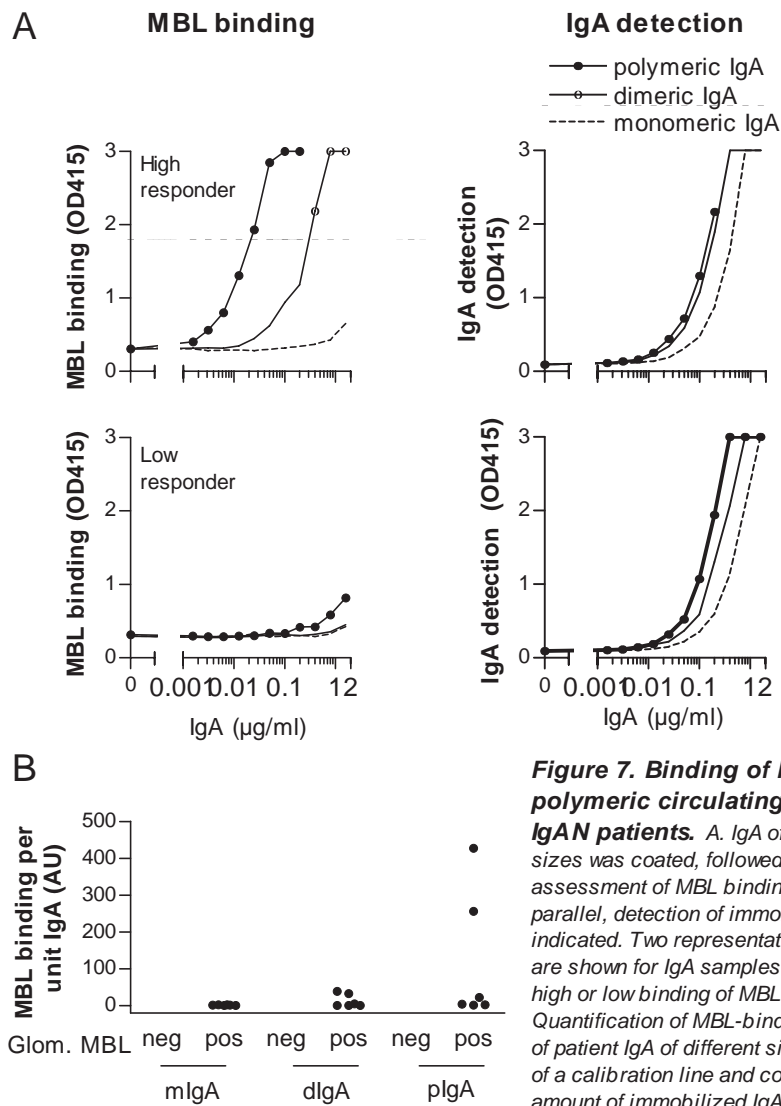 A
MBL binding
IgA detection
polymeric IgA
dimeric IgA
monomeric IgA
MBL binding (OD415)
3
2
1
0
High
responder
IgA detection
(OD415)
3
2
1
0
MBL binding (OD415)
3
2
1
0
Low
responder
0 0.001 0.01 0.1 12
IgA (µg/ml)
IgA detection (OD415)
3
2
1
0
0 0.001 0.01 0.1 12
IgA (µg/ml)
B
MBL binding per
unit IgA (AU)
500
400
300
200
100
0
Glom. MBL neg pos neg pos neg pos
mIgA dIgA pIgA
Figure 7. Binding of
polymeric circulating
IgAN patients. A. IgA of
sizes was coated, followed
assessment of MBL binding
parallel, detection of immo
indicated. Two representat
are shown for IgA samples
high or low binding of MBL
Quantification of MBL-bind
of patient IgA of different si
of a calibration line and co
amount of immobilized IgA